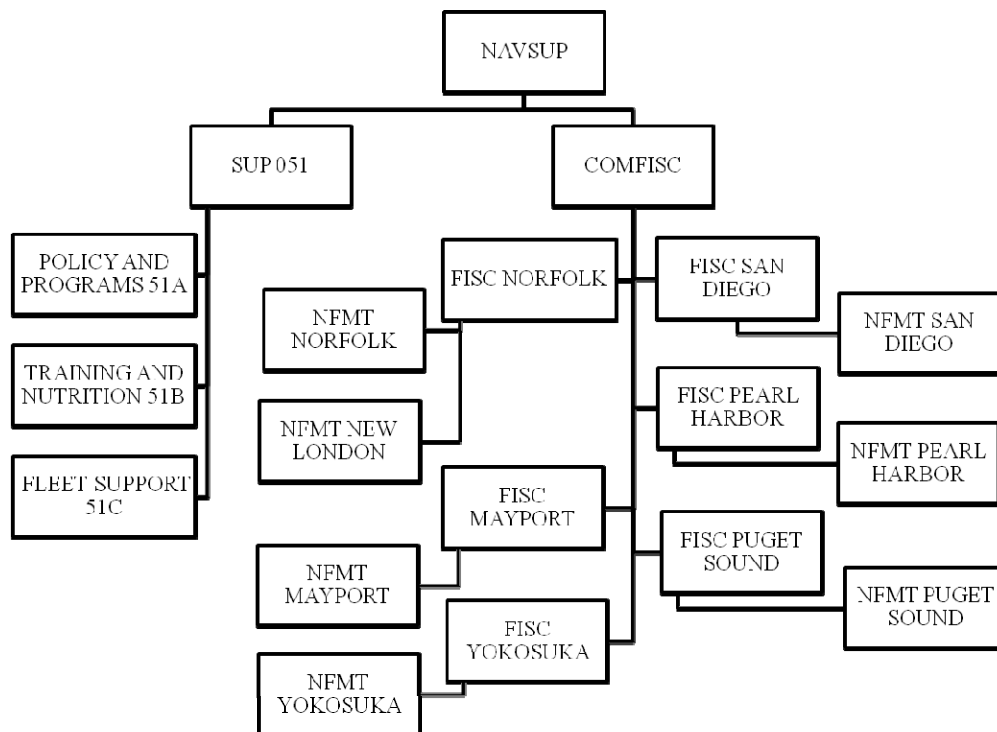 NAVSUP
SUP 051
COMFISC
POLICY AND
PROGRAMS 51A
TRAINING AND
NUTRITION 51B
FLEET SUPPORT
51C
FISC NORFOLK
NFMT
NORFOLK
NFMT NEW
LONDON
FISC
MAYPORT
NFMT
MAYPORT
FISC
YOKOSUKA
NFMT
YOKOSUKA
FISC SAN
DIEGO
NFMT SAN
DIEGO
FISC PEARL
HARBOR
NFMT PEARL
HARBOR
FISC PUGET
SOUND
NFMT PUGET
SOUND